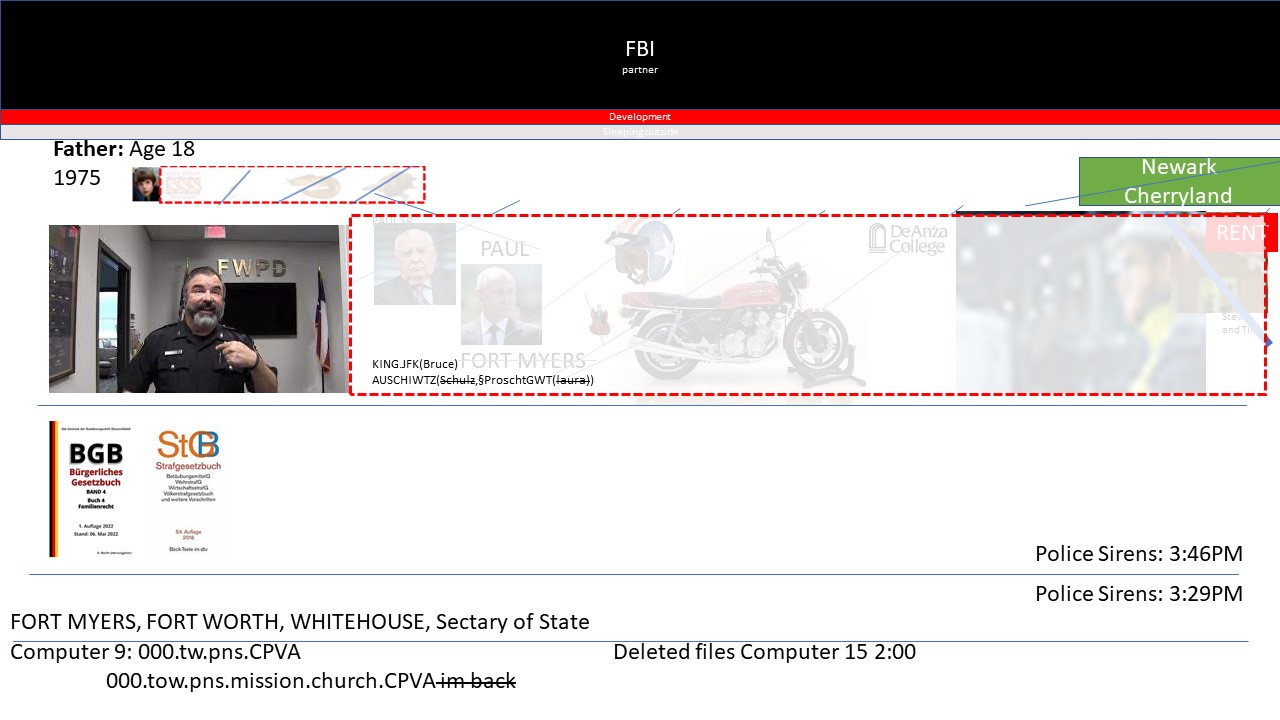 FBI
partner
Development
Sleeping outside
Father: Age 18
1975
$$$$
Newark
Cherryland
RENT
FWPD
PAUL
DeAnza
College
FORT MYERS
KING.JFK(Bruce)
AUSCHIWTZ(Schulz,§ProschtGWT(laura))
and
BGB
Bürgerliches
Gesetzbuch
BAND 4
Buch 4
Familienrecht
1. Auflage 2022
Stand: 06. Mai 2022
StGB
Strafgesetzbuch
BetäubungsmittelG
WehrstrafG
WirtschaftsstrafG
Völkerstrafgesetzbuch
und weitere Vorschriften
54. Auflage
2016
Beck-Texte im dtv
Police Sirens: 3:46PM
Police Sirens: 3:29PM
FORT MYERS, FORT WORTH, WHITEHOUSE, Sectary of State
Computer 9: 000.tw.pns.CPVA
Deleted files Computer 15 2:00
000.tow.pns.mission.church.CPVA im back